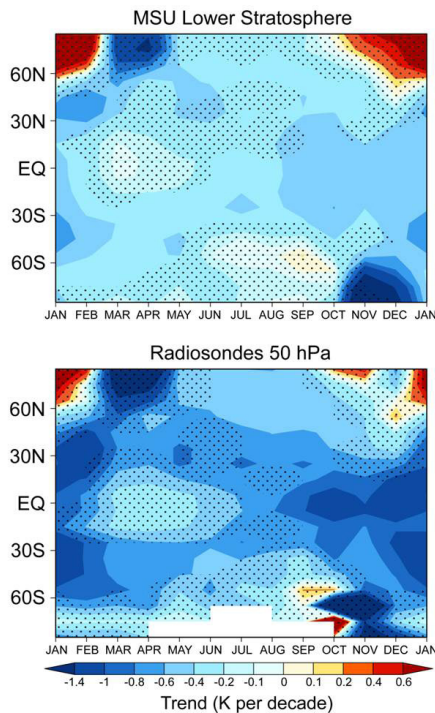 MSU Lower Stratosphere
60N
30N
EQ
30S
60S
JAN FEB MAR APR MAY JUN JUL AUG SEP OCT NOV DEC JAN
Radiosondes 50 hPa
60N
30N
EQ
30S
60S
JAN FEB MAR APR MAY JUN JUL AUG SEP OCT NOV DEC JAN
-1.4 -1 -0.8 -0.6 -0.4 -0.2 -0.1 0 0.1 0.2 0.4 0.6
Trend (K per decade)